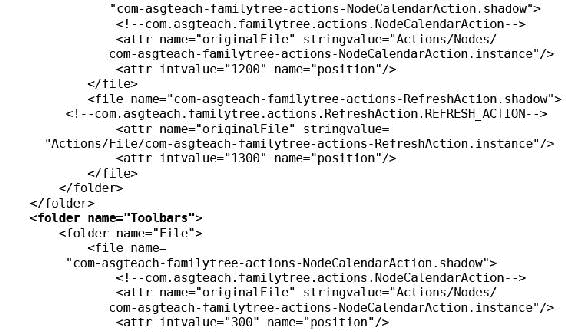 "com-asgteach-familytree-actions-NodeCalendarAction.shadow">
<!--com.asgteach.familytree.actions.NodeCalendarAction-->
<attr name="originalFile" stringvalue="Actions/Nodes/
com-asgteach-familytree-actions-NodeCalendarAction.instance"/>
<attr intvalue="1200" name="position"/>
</file>
<file name="com-asgteach-familytree-actions-RefreshAction.shadow">
<!--com.asgteach.familytree.actions.RefreshAction.REFRESH_ACTION-->
<attr name="originalFile" stringvalue=
"Actions/File/com-asgteach-familytree-actions-RefreshAction.instance"/>
<attr intvalue="1300" name="position"/>
</file>
</folder>
</folder>
<folder name="Toolbars">
<folder name="File">
<file name=
"com-asgteach-familytree-actions-NodeCalendarAction.shadow">
<!--com.asgteach.familytree.actions.NodeCalendarAction-->
<attr name="originalFile" stringvalue="Actions/Nodes/
com-asgteach-familytree-actions-NodeCalendarAction.instance"/>
<attr intvalue="300" name="position"/>